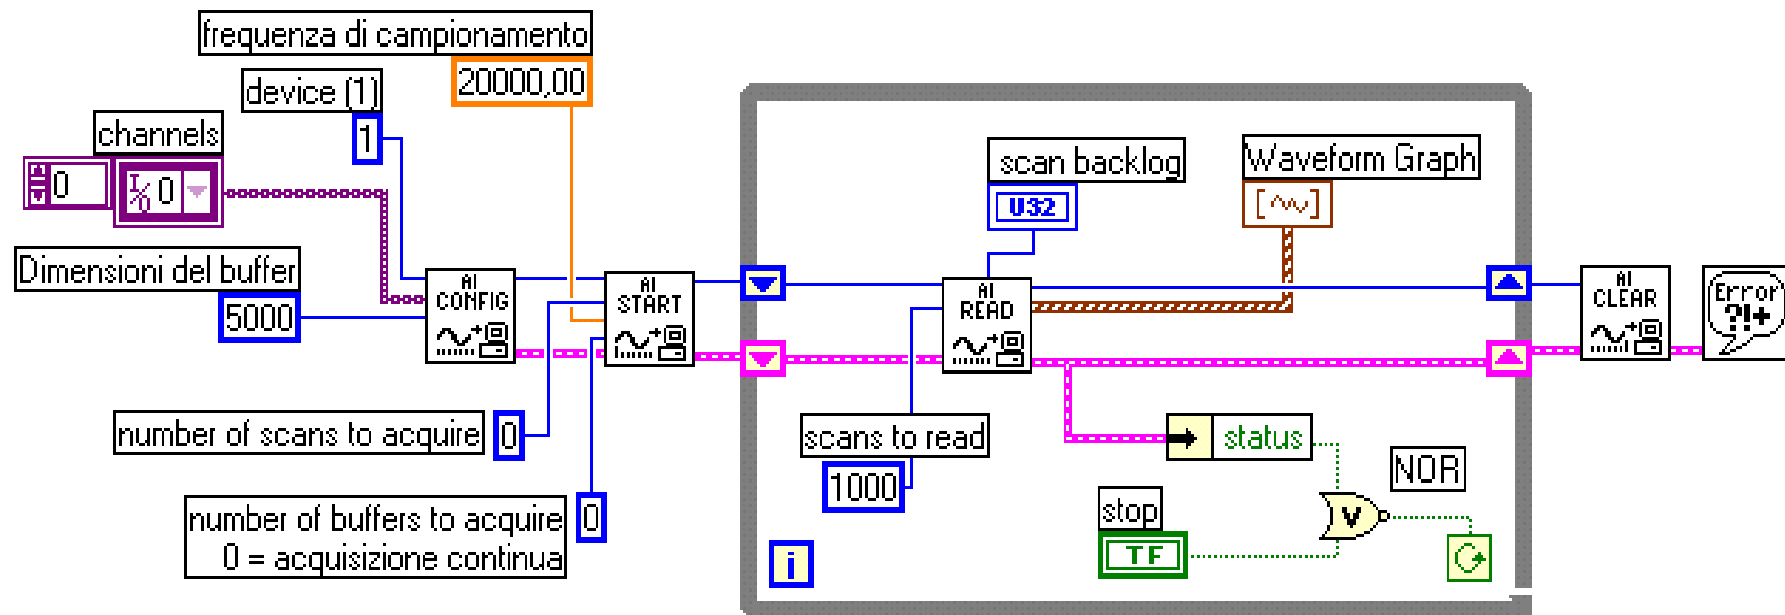 frequenza di campionamento
20000,00
device (1)
1
channels
0
I/O 0
Dimensioni del buffer
5000
AI CONFIG
AI START
number of scans to acquire
0
number of buffers to acquire
0 = acquisizione continua
0
scan backlog
U32
Waveform Graph
AI READ
scans to read
1000
status
NOR
V
stop
TF
i
AI CLEAR
Error
?!+